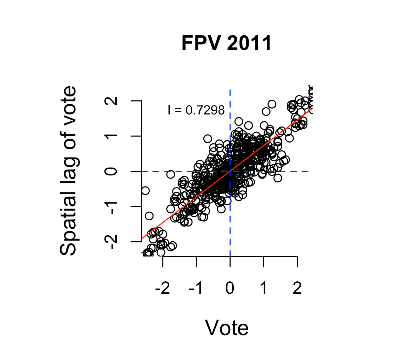 FPV 2011
I = 0.7298
Spatial lag of vote
2
1
0
-1
-2
-2 -1 0 1 2
Vote